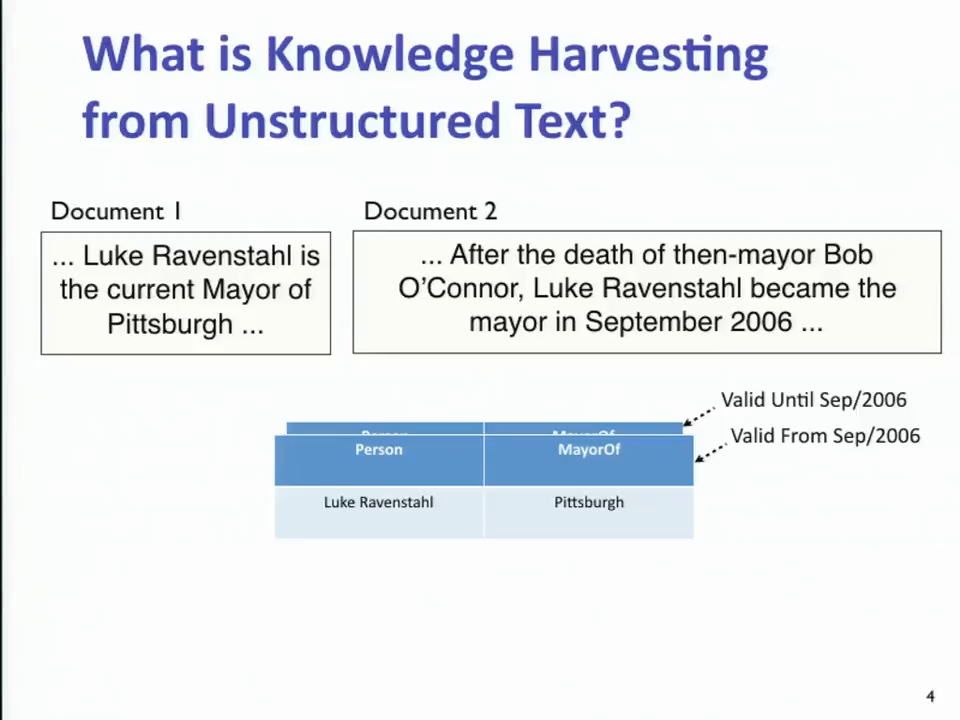 What is Knowledge Harvesting
from Unstructured Text?
Document 1
... Luke Ravenstahl is
the current Mayor of
Pittsburgh ...
Document 2
... After the death of then-mayor Bob
O'Connor, Luke Ravenstahl became the
mayor in September 2006 ...
Valid Until Sep/2006
Valid From Sep/2006
Person MayorOf
Person MayorOf
Luke Ravenstahl Pittsburgh
4